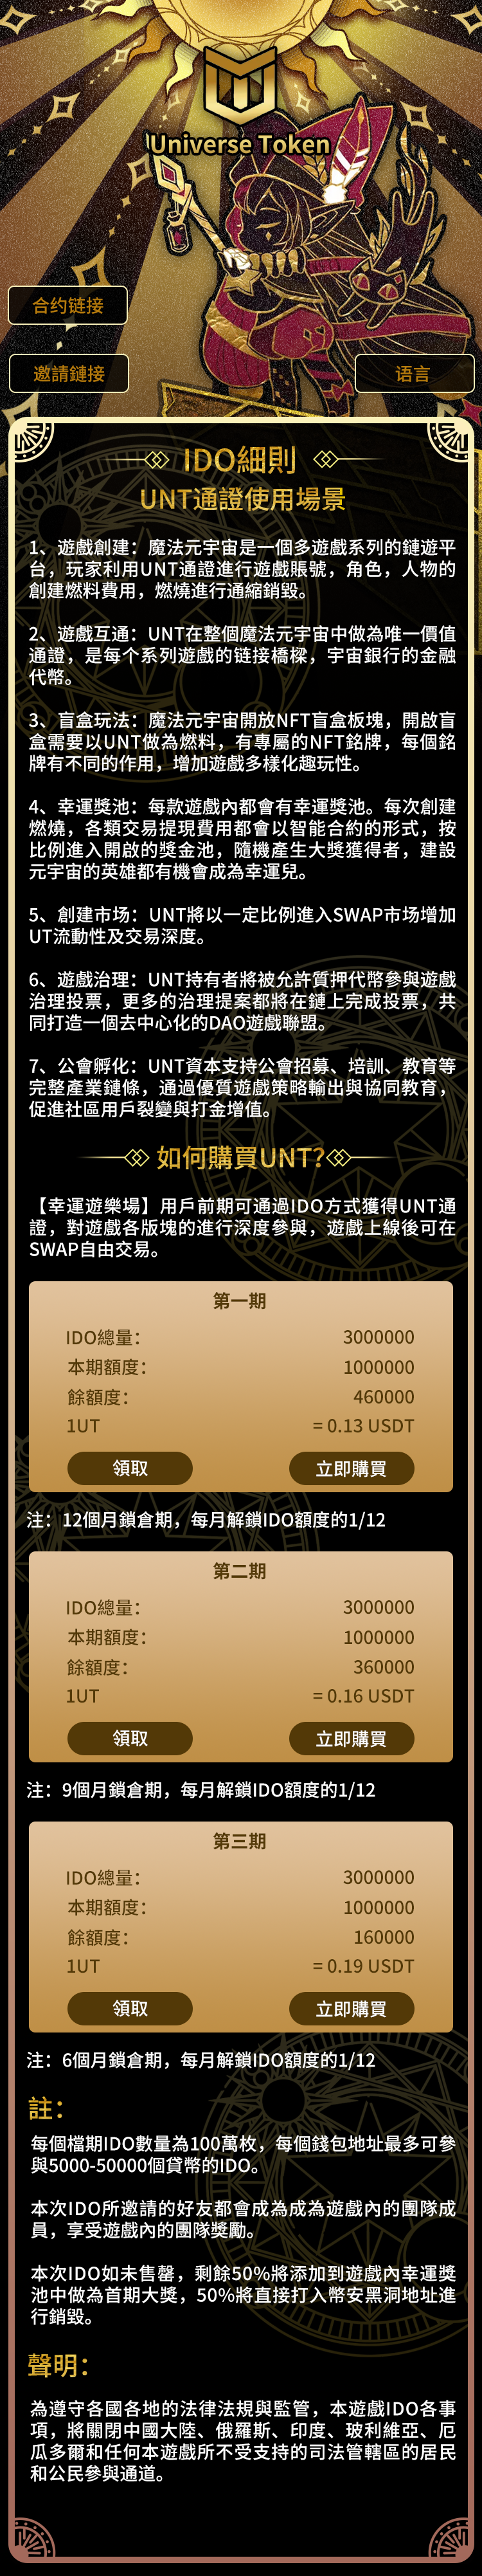 Universe Token
合约链接
邀請鏈接
语言
IDO細則
UNT通證使用場景
1、遊戲創建：魔法元宇宙是一個多遊戲系列的鏈遊平
台，玩家利用UNT通證進行遊戲賬號，角色，人物的
創建燃料費用，燃燒進行通縮銷毀。
2、遊戲互通：UNT在整個魔法元宇宙中做為唯一價值
通證，是每个系列遊戲的链接橋樑，宇宙銀行的金融
代幣。
3、盲盒玩法：魔法元宇宙開放NFT盲盒板塊，開啟盲
盒需要以UNT做為燃料，有專屬的NFT銘牌，每個銘
牌有不同的作用，增加遊戲多樣化趣玩性。
4、幸運獎池：每款遊戲內都會有幸運獎池。每次創建
燃燒，各類交易提現費用都會以智能合約的形式，按
比例進入開啟的獎金池，隨機產生大獎獲得者，建設
元宇宙的英雄都有機會成為幸運兒。
5、創建市场：UNT將以一定比例進入SWAP市场增加
UT流動性及交易深度。
6、遊戲治理：UNT持有者將被允許質押代幣參與遊戲
治理投票，更多的治理提案都將在鏈上完成投票，共
同打造一個去中心化的DAO遊戲聯盟。
7、公會孵化：UNT資本支持公會招募、培訓、教育等
完整產業鏈條，通過優質遊戲策略輸出與協同教育，
促進社區用戶裂變與打金增值。
如何購買UNT?
【幸運遊樂場】用戶前期可通過IDO方式獲得UNT通
證，對遊戲各版塊的進行深度參與，遊戲上線後可在
SWAP自由交易。
第一期
IDO總量： 3000000
本期額度： 1000000
餘額度： 460000
1UT = 0.13 USDT
領取 立即購買
注：12個月鎖倉期，每月解鎖IDO額度的1/12
第二期
IDO總量： 3000000
本期額度： 1000000
餘額度： 360000
1UT = 0.16 USDT
領取 立即購買
注：9個月鎖倉期，每月解鎖IDO額度的1/12
第三期
IDO總量： 3000000
本期額度： 1000000
餘額度： 160000
1UT = 0.19 USDT
領取 立即購買
注：6個月鎖倉期，每月解鎖IDO額度的1/12
註：
每個檔期IDO數量為100萬枚，每個錢包地址最多可參
與5000-50000個貸幣的IDO。
本次IDO所邀請的好友都會成為成為遊戲內的團隊成
員，享受遊戲內的團隊獎勵。
本次IDO如未售罄，剩餘50%將添加到遊戲內幸運獎
池中做為首期大獎，50%將直接打入幣安黑洞地址進
行銷毀。
聲明：
為遵守各國各地的法律法規與監管，本遊戲IDO各事
項，將關閉中國大陸、俄羅斯、印度、玻利維亞、厄
瓜多爾和任何本遊戲所不受支持的司法管轄區的居民
和公民參與通道。